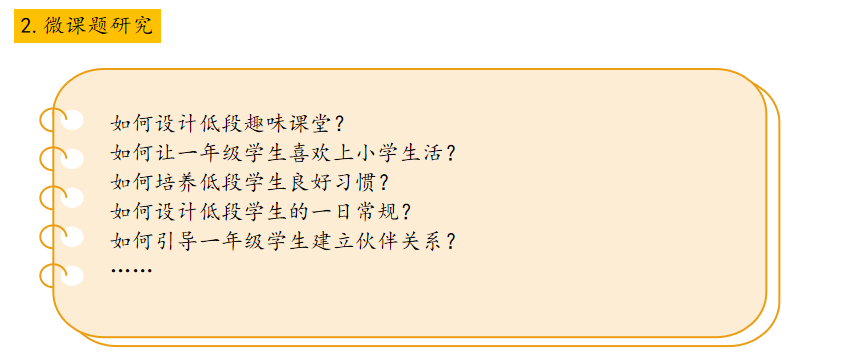 2.微课题研究
如何设计低段趣味课堂？
如何让一年级学生喜欢上小学生活？
如何培养低段学生良好习惯？
如何设计低段学生的一日常规？
如何引导一年级学生建立伙伴关系？
……